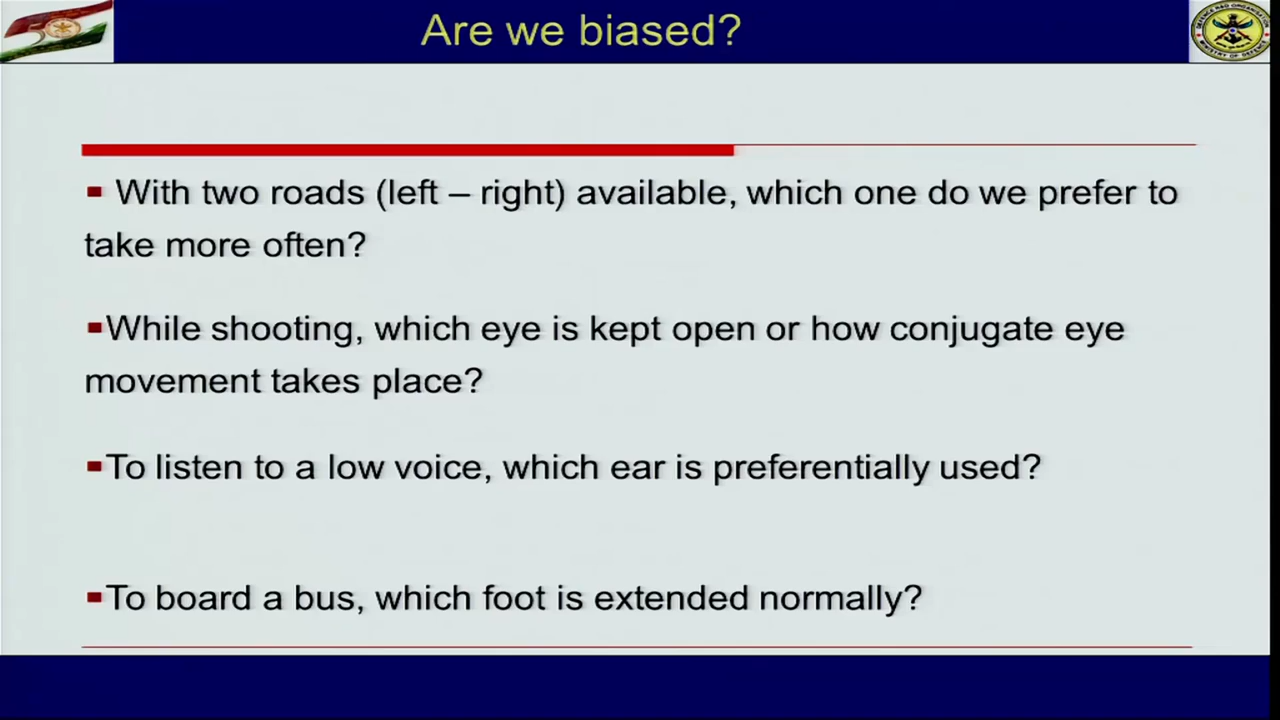 Are we biased?
With two roads (left – right) available, which one do we prefer to
take more often?
While shooting, which eye is kept open or how conjugate eye
movement takes place?
To listen to a low voice, which ear is preferentially used?
To board a bus, which foot is extended normally?